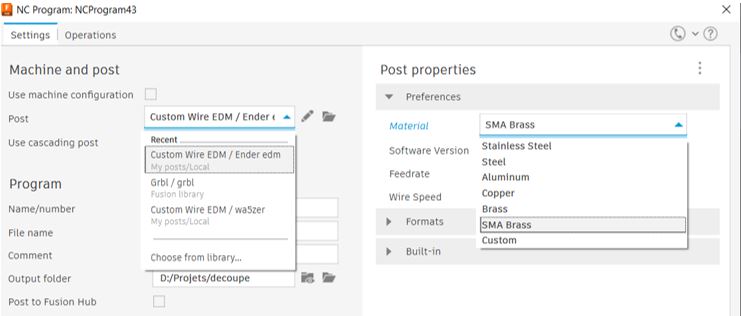 NC Program: NCProgram43
Settings
Operations
Machine and post
Use machine configuration
Post
Custom Wire EDM / Ender e
Use cascading post
Recent
Custom Wire EDM / Ender edm
My posts/Local
Grbl / grbl
Fusion library
Custom Wire EDM / wa5zer
My posts/Local
Choose from library...
Program
Name/number
File name
Comment
Output folder
D:/Projets/decoupe
Post to Fusion Hub
Post properties
Preferences
Material
SMA Brass
Software Version
Feedrate
Wire Speed
Stainless Steel
Steel
Aluminum
Copper
Brass
SMA Brass
Custom
Formats
Built-in